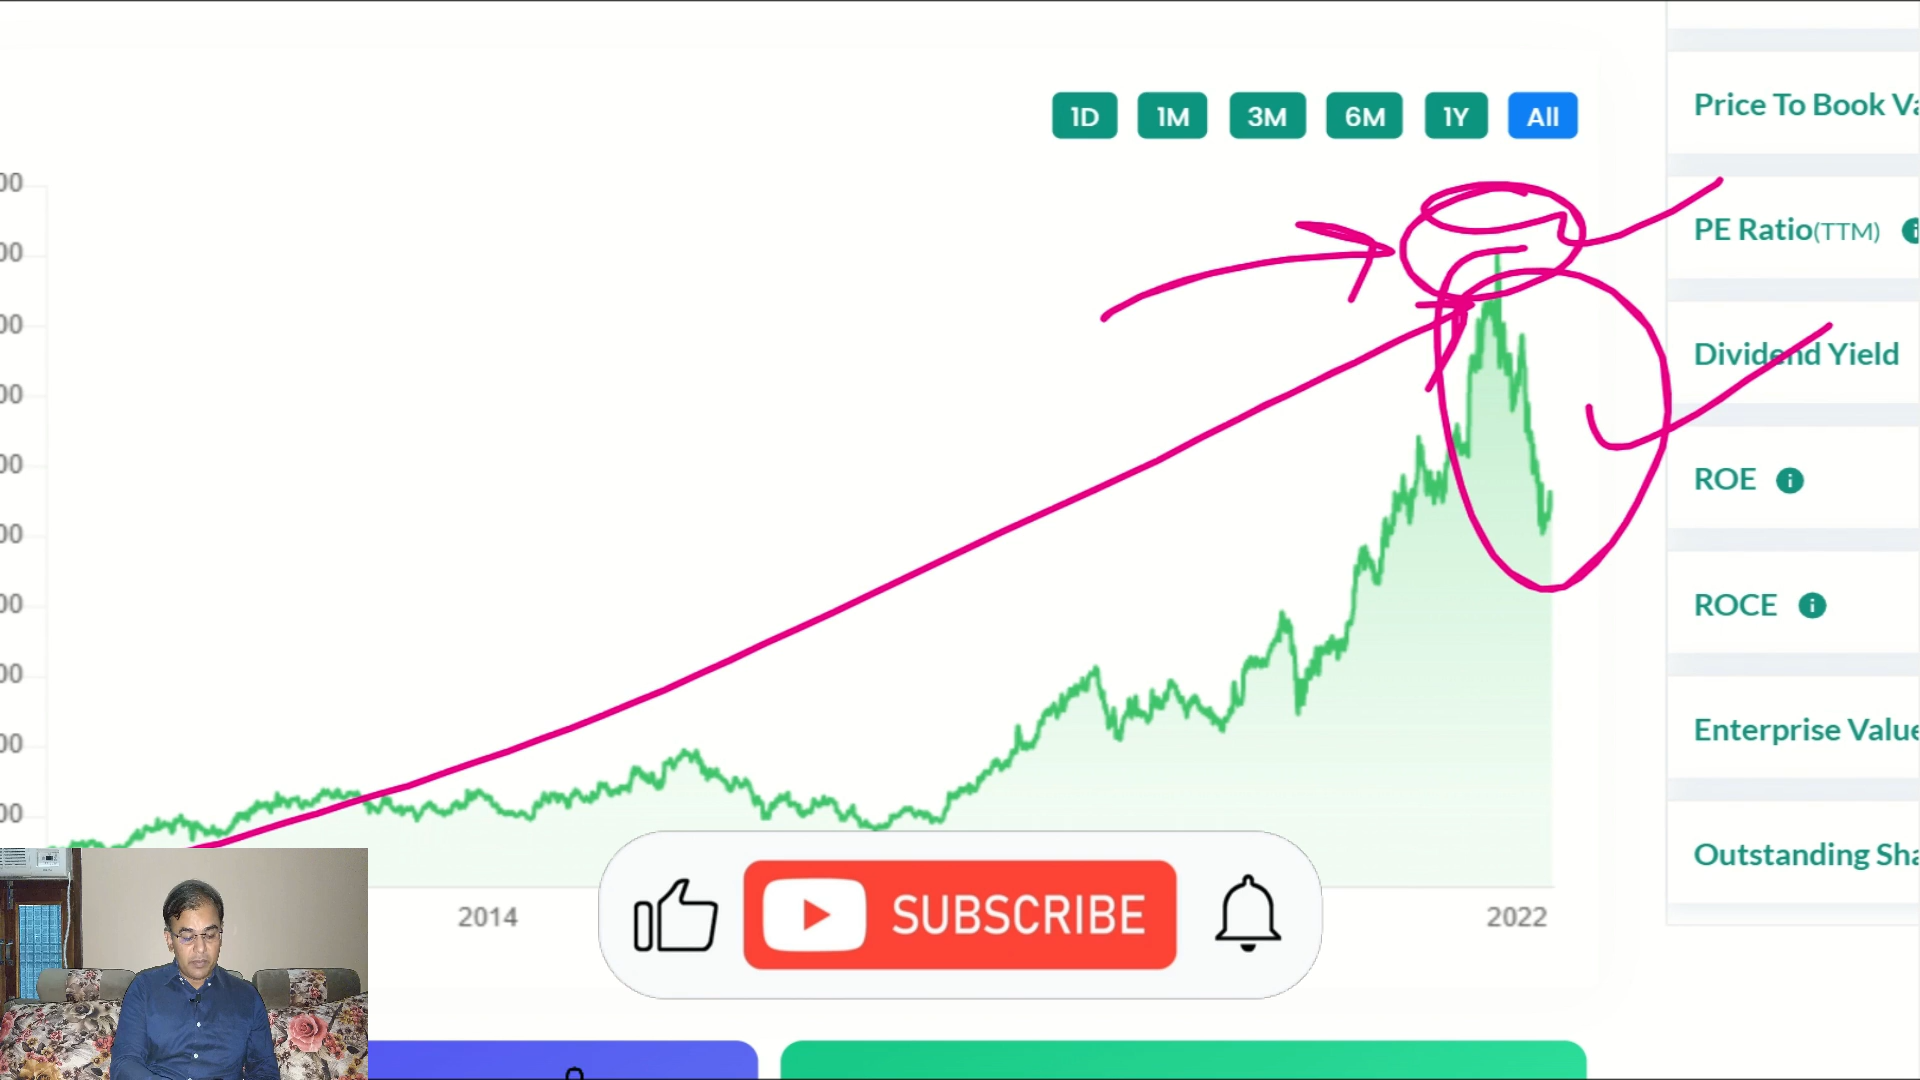 1D 1M 3M 6M 1Y All
Price To Book Va
PE Ratio(TTM) i
Dividend Yield
ROE i
ROCE i
Enterprise Value
Outstanding Sha
00
00
00
00
00
00
00
00
00
00
2014
2022
SUBSCRIBE